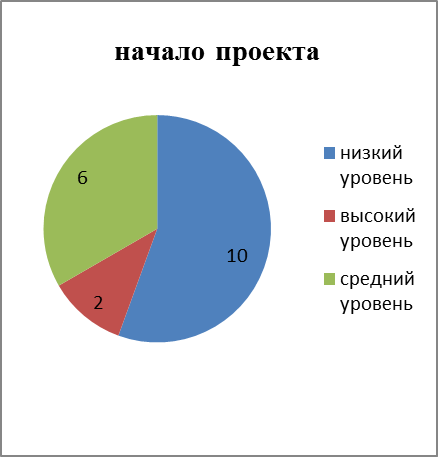 начало проекта
6
10
2
низкий
уровень
высокий
уровень
средний
уровень